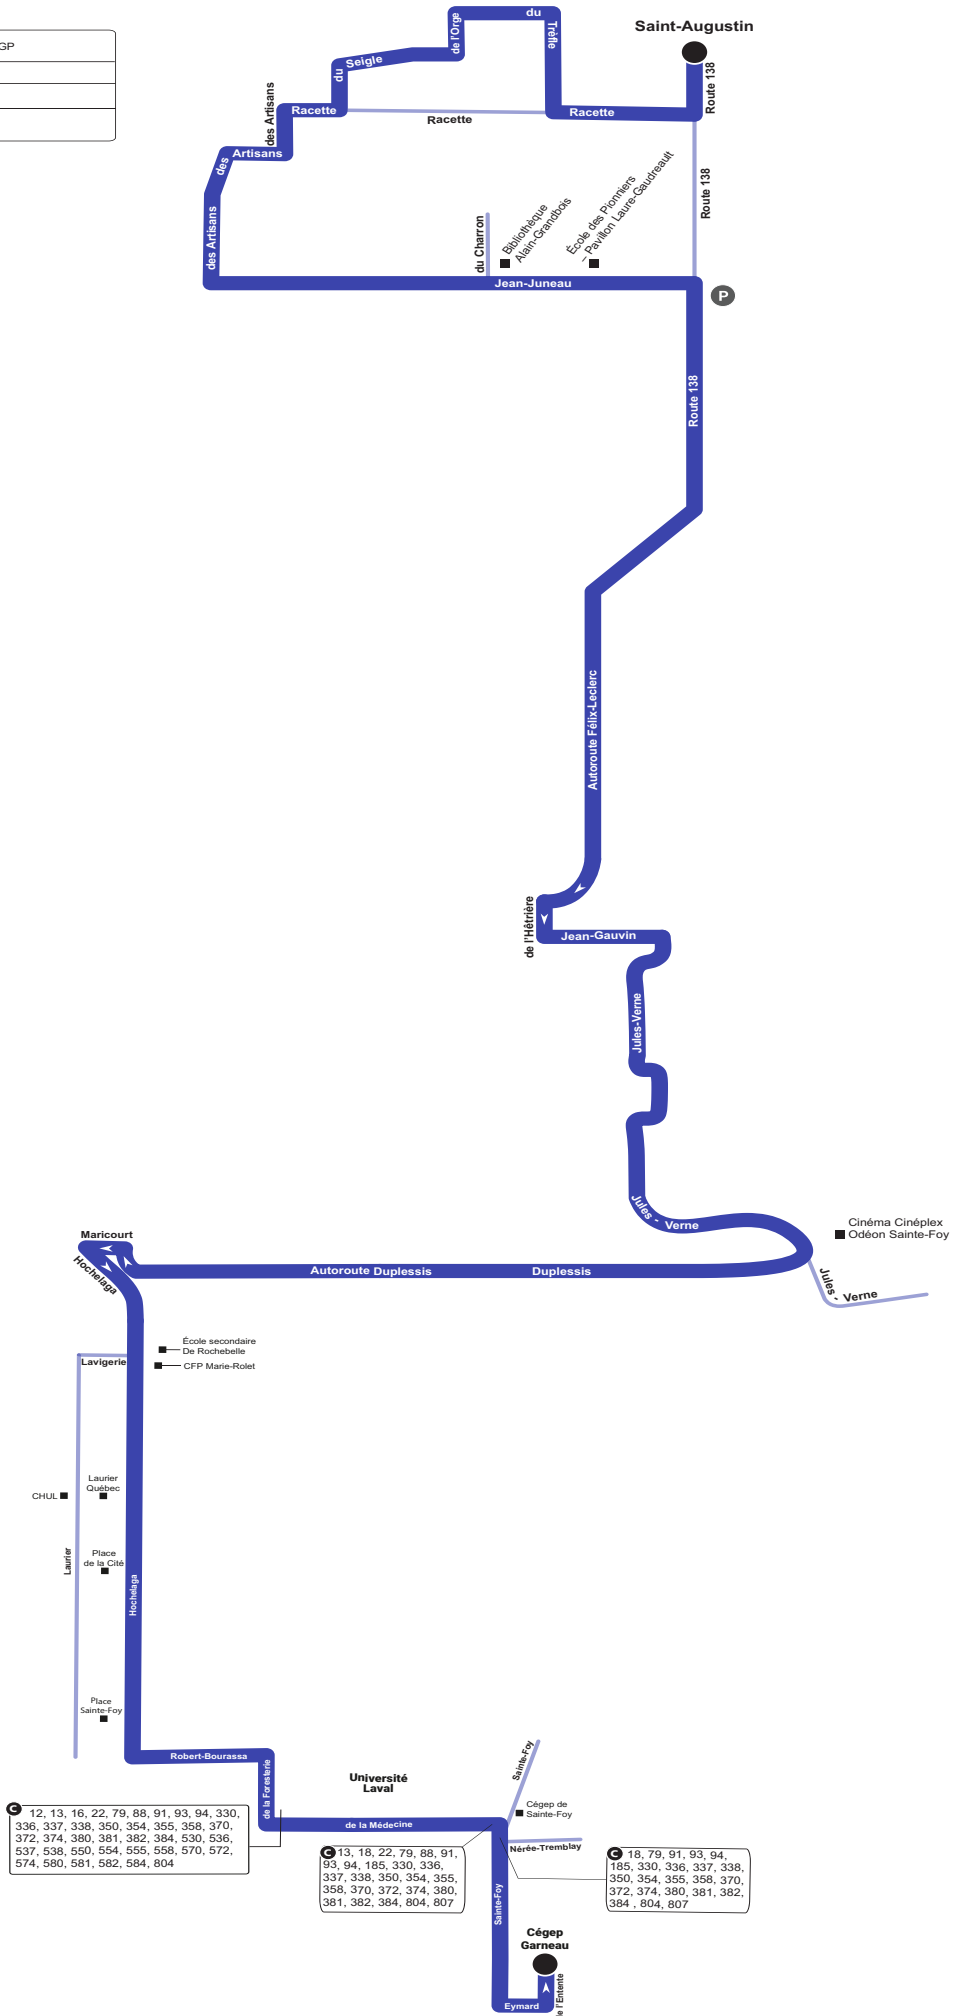 GP
du
Saint-Augustin
de l'Orge
Trèfle
du
Seigle
Route 138
des Artisans
Racette
Racette
Racette
des
Artisans
Route 138
des Artisans
du Charron
Bibliothèque
Alain-Grandbois
École des Pionniers
– Pavillon Laure-Gaudreault
Jean-Juneau
P
Route 138
Autoroute Félix-Leclerc
de l'Hêtrière
Jean-Gauvin
Jules-Verne
Jules - Verne
Cinéma Cinéplex
Odéon Sainte-Foy
Maricourt
Hochelaga
Autoroute Duplessis
Duplessis
Jules - Verne
École secondaire
De Rochebelle
Lavigerie
CFP Marie-Rolet
Laurier
Québec
CHUL
Laurier
Place
de la Cité
Hochelaga
Place
Sainte-Foy
Robert-Bourassa
de la Foresterie
Université
Laval
Sainte-Foy
Cégep de
Sainte-Foy
de la Médecine
Nérée-Tremblay
C 12, 13, 16, 22, 79, 88, 91, 93, 94, 330,
336, 337, 338, 350, 354, 355, 358, 370,
372, 374, 380, 381, 382, 384, 530, 536,
537, 538, 550, 554, 555, 558, 570, 572,
574, 580, 581, 582, 584, 804
C 13, 18, 22, 79, 88, 91,
93, 94, 185, 330, 336,
337, 338, 350, 354, 355,
358, 370, 372, 374, 380,
381, 382, 384, 804, 807
C 18, 79, 91, 93, 94,
185, 330, 336, 337, 338,
350, 354, 355, 358, 370,
372, 374, 380, 381, 382,
384 , 804, 807
Sainte-Foy
Cégep
Garneau
Eymard
de l'Entente